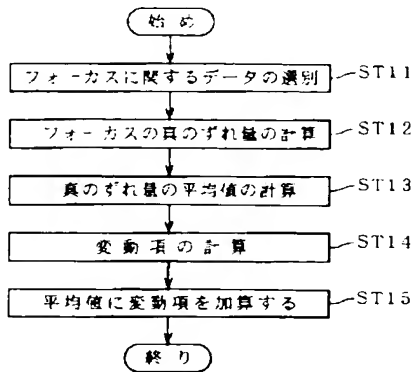 始め
フォーカスに関するデータの選別 ST11
フォーカスの真のずれ量の計算 ST12
真のずれ量の平均値の計算 ST13
変動項の計算 ST14
平均値に変動項を加算する ST15
終り